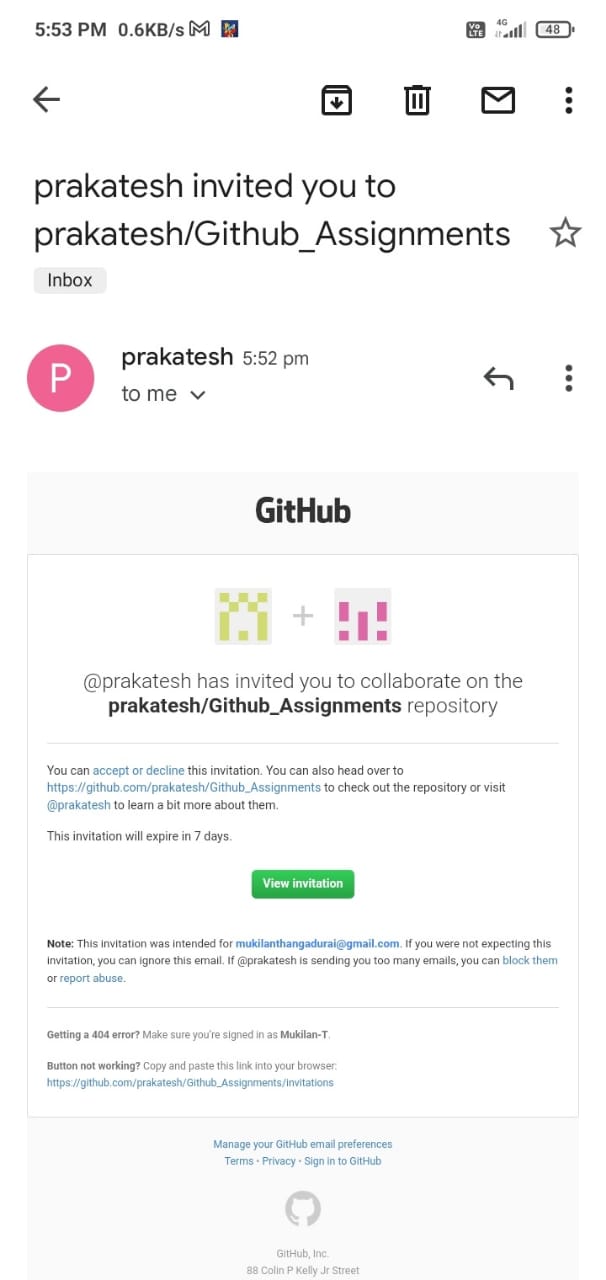 5:53 PM 0.6KB/s
Vo LTE 4G 48
prakatesh invited you to
prakatesh/Github_Assignments
Inbox
P
prakatesh 5:52 pm
to me
GitHub
@prakatesh has invited you to collaborate on the
prakatesh/Github_Assignments repository
You can accept or decline this invitation. You can also head over to
https://github.com/prakatesh/Github_Assignments to check out the repository or visit
@prakatesh to learn a bit more about them.
This invitation will expire in 7 days.
View invitation
Note: This invitation was intended for mukilanthangadurai@gmail.com. If you were not expecting this
invitation, you can ignore this email. If @prakatesh is sending you too many emails, you can block them
or report abuse.
Getting a 404 error? Make sure you're signed in as Mukilan-T.
Button not working? Copy and paste this link into your browser:
https://github.com/prakatesh/Github_Assignments/invitations
Manage your GitHub email preferences
Terms · Privacy · Sign in to GitHub
GitHub, Inc.
88 Colin P Kelly Jr Street